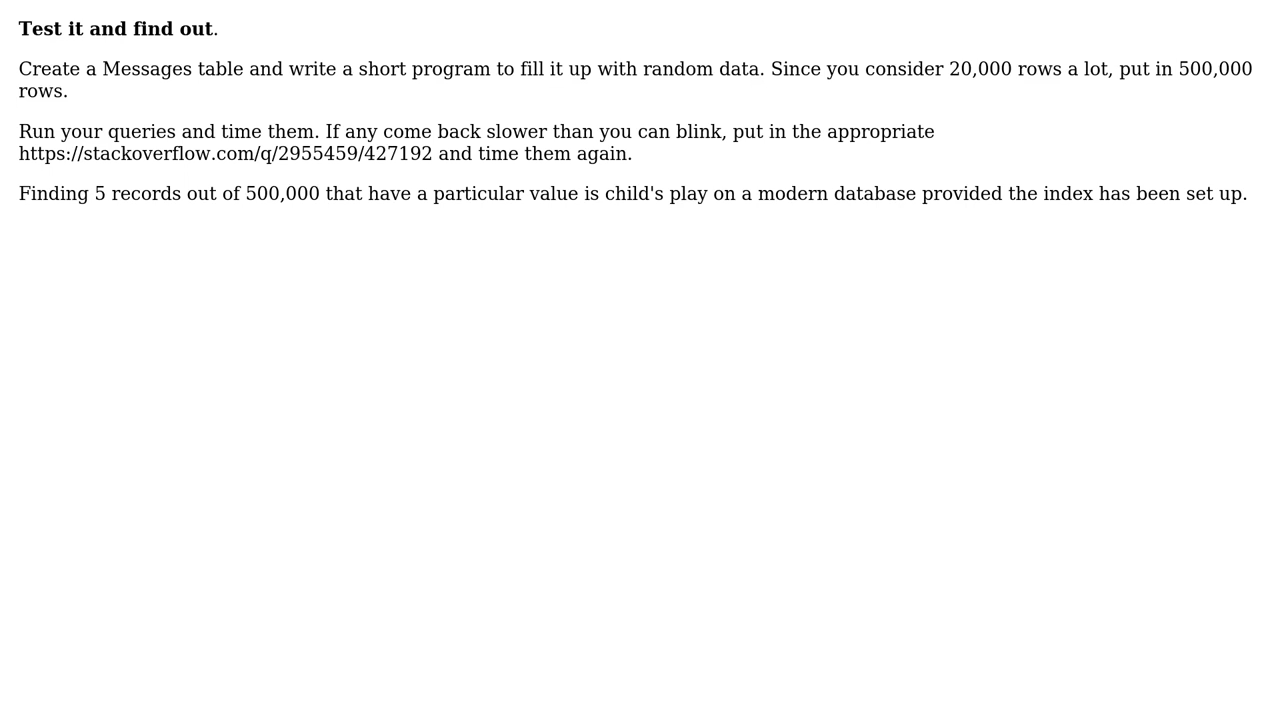 Test it and find out.
Create a Messages table and write a short program to fill it up with random data. Since you consider 20,000 rows a lot, put in 500,000
rows.
Run your queries and time them. If any come back slower than you can blink, put in the appropriate
https://stackoverflow.com/q/2955459/427192 and time them again.
Finding 5 records out of 500,000 that have a particular value is child's play on a modern database provided the index has been set up.